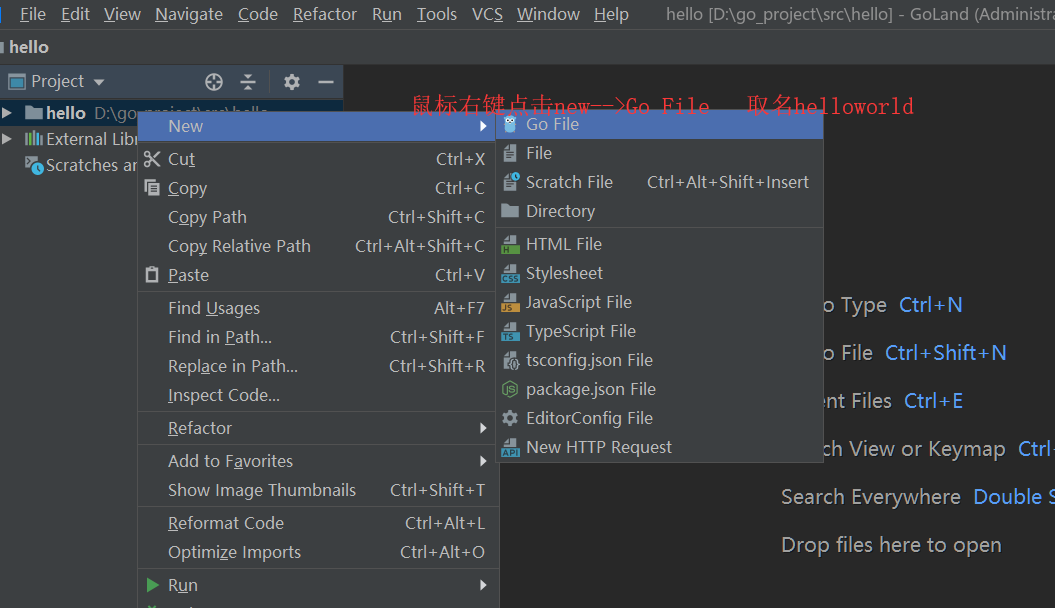 File Edit View Navigate Code Refactor Run Tools VCS Window Help hello [D:\go_project\src\hello] - GoLand
hello
Project
鼠标右键点击new-->Go File 取名helloworld
hello D:\go_project\src\hello
New
Go File
External
File
Scratches
Cut Ctrl+X
Scratch File Ctrl+Alt+Shift+Insert
Copy Ctrl+C
Directory
Copy Path Ctrl+Shift+C
HTML File
Copy Relative Path Ctrl+Alt+Shift+C
Stylesheet
Paste Ctrl+V
JavaScript File
Find Usages Alt+F7
Type Ctrl+N
TypeScript File
Find in Path... Ctrl+Shift+F
File Ctrl+Shift+N
tsconfig.json File
Replace in Path... Ctrl+Shift+R
package.json File
Inspect Code...
Files Ctrl+E
EditorConfig File
Refactor
New HTTP Request
View or Keymap
Add to Favorites
Show Image Thumbnails Ctrl+Shift+T
Search Everywhere Double
Reformat Code Ctrl+Alt+L
Drop files here to open
Optimize Imports Ctrl+Alt+O
Run